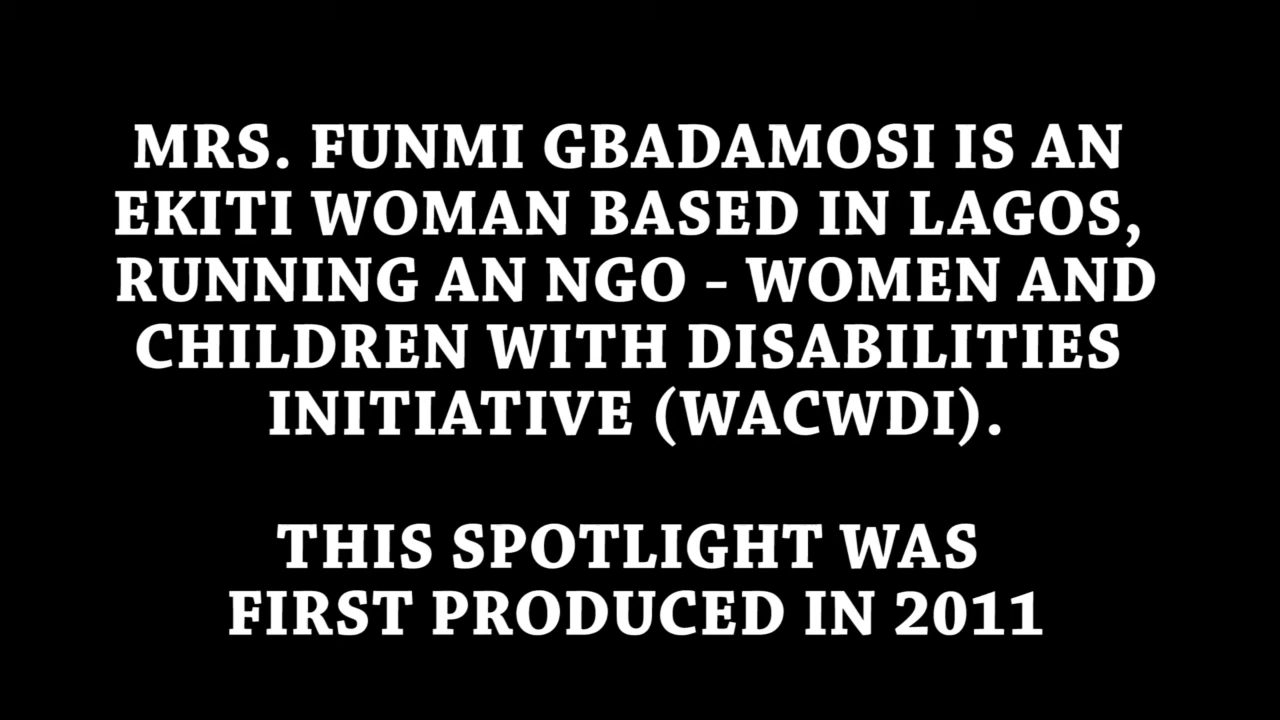 MRS. FUNMI GBADAMOSI IS AN
EKITI WOMAN BASED IN LAGOS,
RUNNING AN NGO - WOMEN AND
CHILDREN WITH DISABILITIES
INITIATIVE (WACWDI).
THIS SPOTLIGHT WAS
FIRST PRODUCED IN 2011